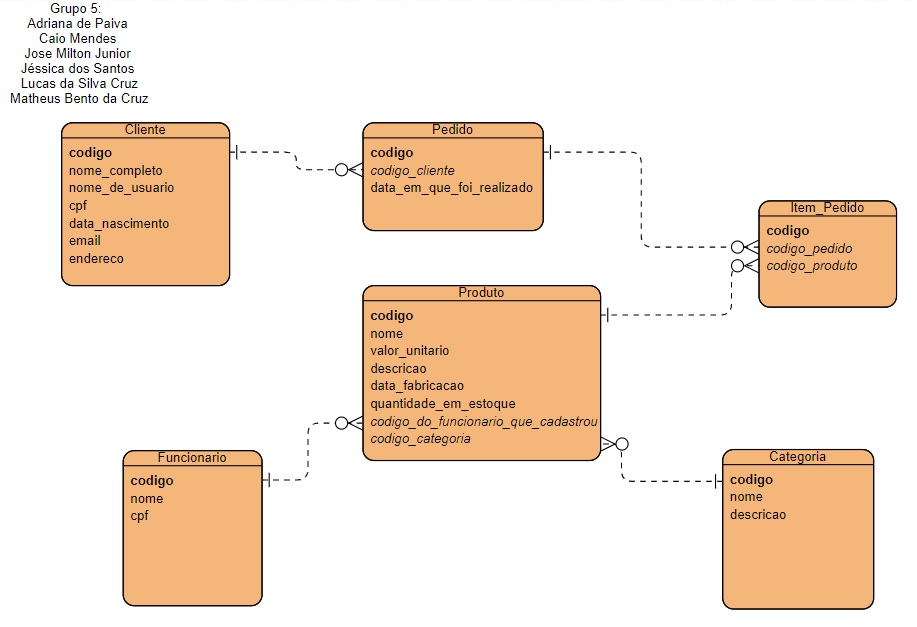 Grupo 5:
Adriana de Paiva
Caio Mendes
Jose Milton Junior
Jéssica dos Santos
Lucas da Silva Cruz
Matheus Bento da Cruz
Cliente
codigo
nome_completo
nome_de_usuario
cpf
data_nascimento
email
endereco
Pedido
codigo
codigo_cliente
data_em_que_foi_realizado
Item_Pedido
codigo
codigo_pedido
codigo_produto
Produto
codigo
nome
valor_unitario
descricao
data_fabricacao
quantidade_em_estoque
codigo_do_funcionario_que_cadastrou
codigo_categoria
Funcionario
codigo
nome
cpf
Categoria
codigo
nome
descricao